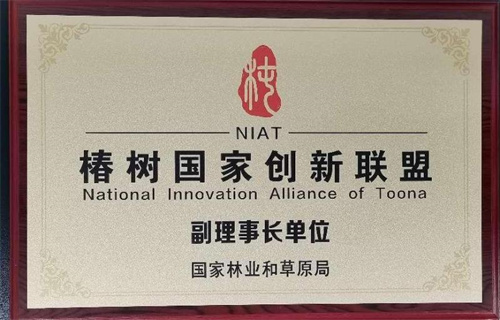 NIAT
椿树国家创新联盟
National Innovation Alliance of Toona
副理事长单位
国家林业和草原局